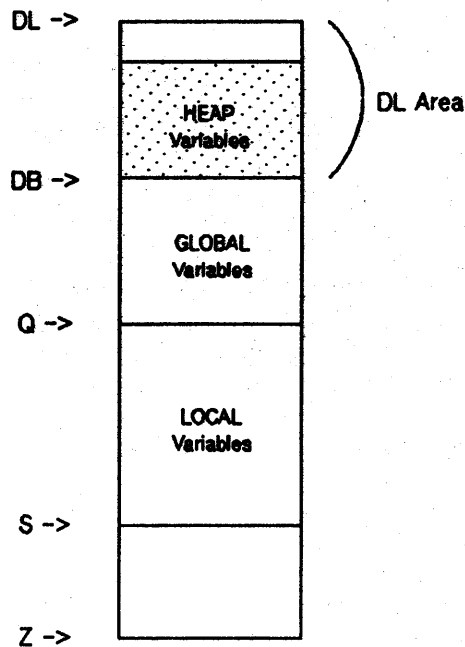 DL ->
DL Area
HEAP
Variables
DB ->
GLOBAL
Variables
Q ->
LOCAL
Variables
S ->
Z ->